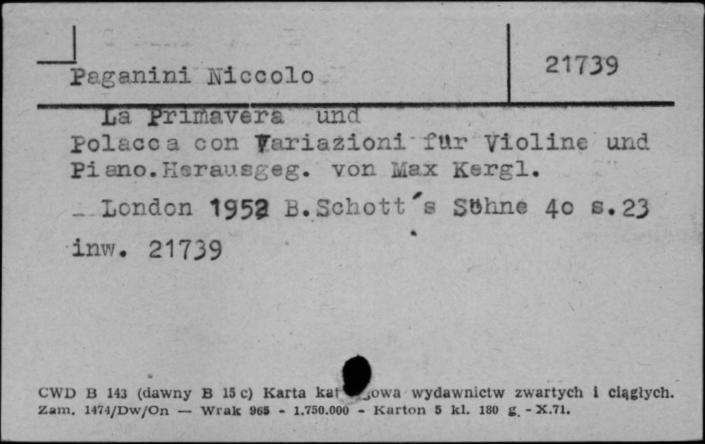 Paganini Niccolo 21739
La Primavera und
Polacca con Variazioni für Violine und
Piano.Herausgeg. von Max Kergl.
London 1952 B.Schott's Söhne 4o s.23
inw. 21739
CWD B 143 (dawny B 15 c) Karta kat gowa wydawnictw zwartych i ciągłych.
Zam. 1474/Dw/On — Wrak 965 - 1.750.000 - Karton 5 kl. 180 g. - X.71.